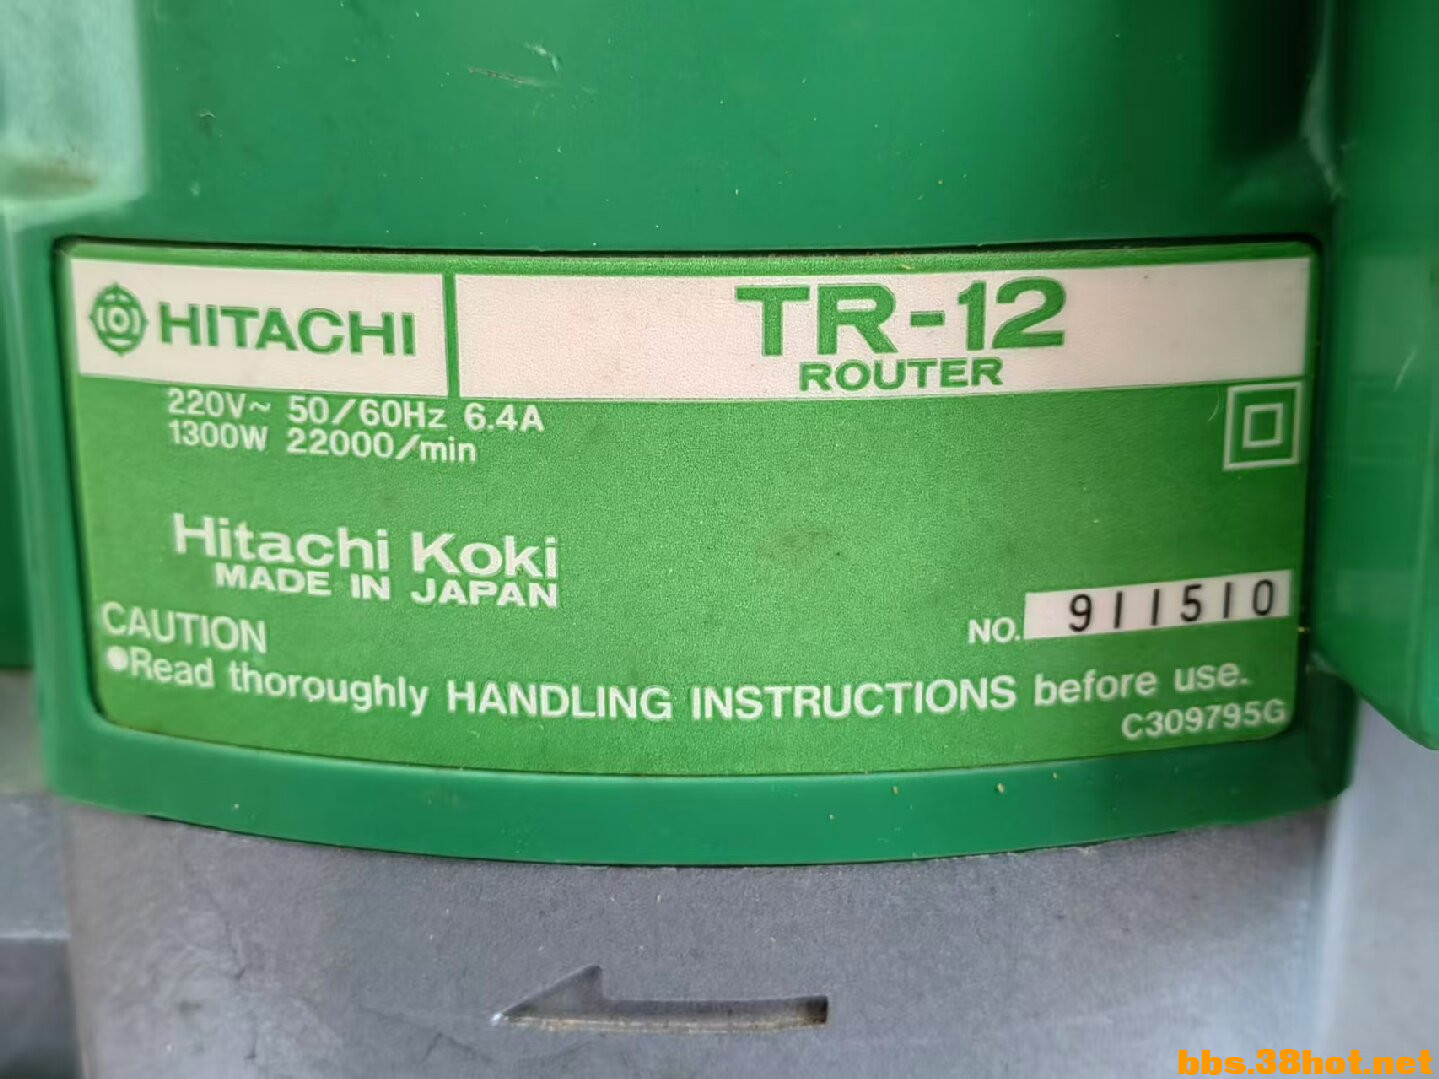 HITACHI
TR-12
ROUTER
220V~ 50/60Hz 6.4A
1300W 22000/min
Hitachi Koki
MADE IN JAPAN
NO. 911510
CAUTION
●Read thoroughly HANDLING INSTRUCTIONS before use.
C309795G
bbs.38hot.net